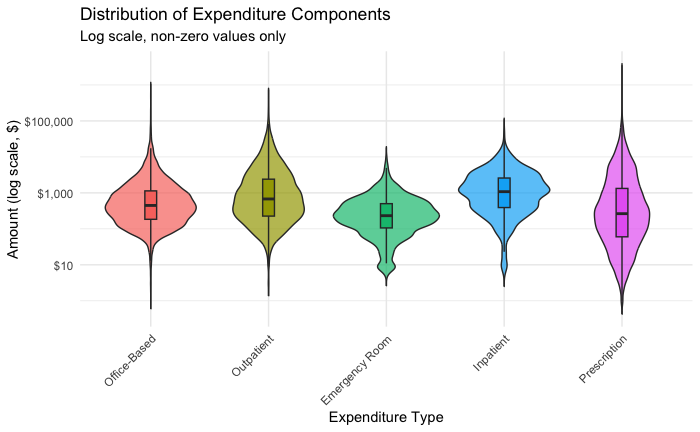 Distribution of Expenditure Components
Log scale, non-zero values only
Amount (log scale, $)
$100,000
$1,000
$10
Office-Based
Outpatient
Emergency Room
Inpatient
Prescription
Expenditure Type